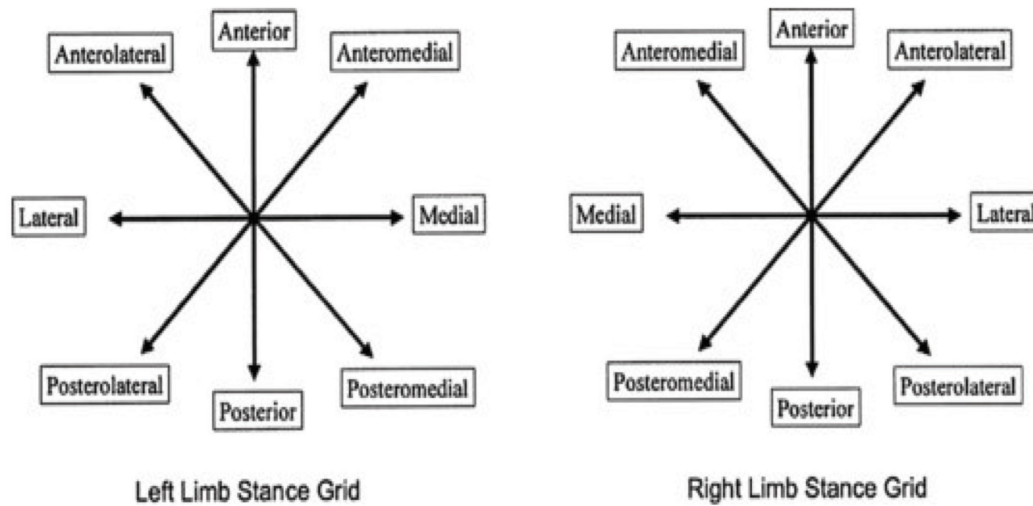 Anterior
Anterolateral
Anteromedial
Lateral
Medial
Posterolateral
Posterior
Posteromedial
Left Limb Stance Grid
Anterior
Anteromedial
Anterolateral
Medial
Lateral
Posteromedial
Posterior
Posterolateral
Right Limb Stance Grid